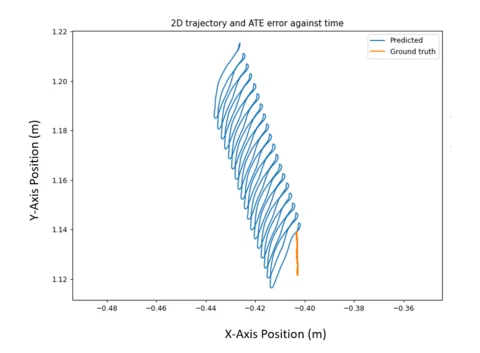 2D trajectory and ATE error against time
1.22
Predicted
Ground truth
1.20
1.18
1.16
1.14
1.12
Y-Axis Position (m)
−0.48
−0.46
−0.44
−0.42
−0.40
−0.38
−0.36
X-Axis Position (m)